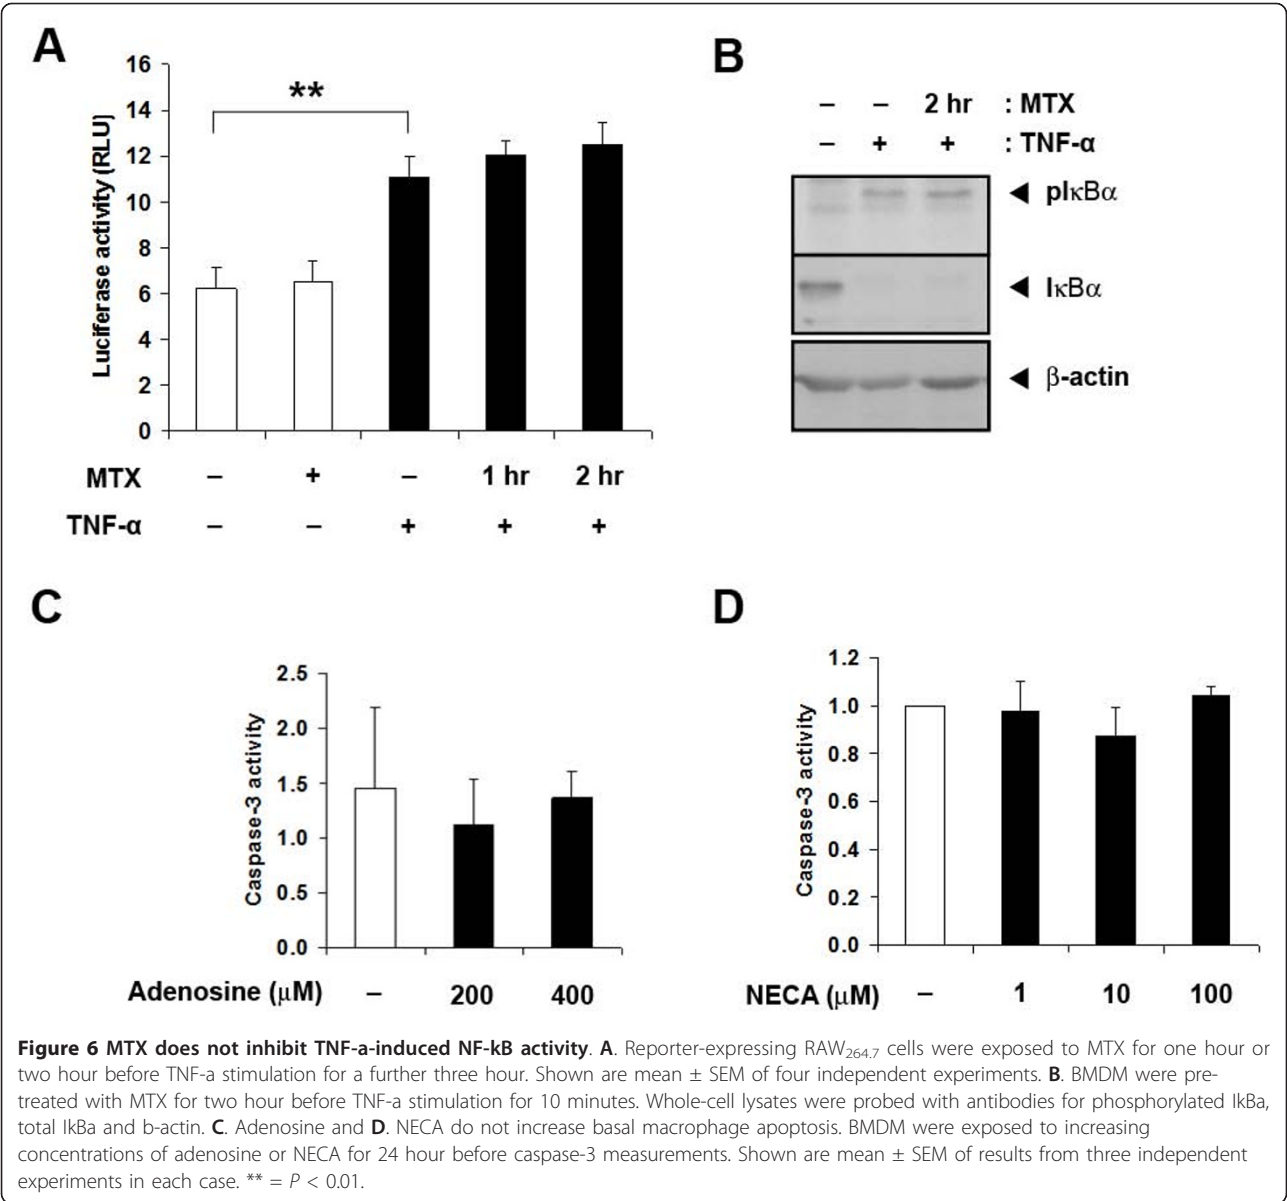 A
16
14
12
10
8
6
4
2
0
Luciferase activity (RLU)
**
MTX – + – 1 hr 2 hr
TNF-α – – + + +
B
– – 2 hr : MTX
– + + : TNF-α
pIκBα
IκBα
β-actin
C
2.5
2.0
1.5
1.0
0.5
0.0
Caspase-3 activity
Adenosine (μM) – 200 400
D
1.2
1.0
0.8
0.6
0.4
0.2
0.0
Caspase-3 activity
NECA (μM) – 1 10 100
Figure 6 MTX does not inhibit TNF-a-induced NF-kB activity. A. Reporter-expressing RAW264.7 cells were exposed to MTX for one hour or
two hour before TNF-a stimulation for a further three hour. Shown are mean ± SEM of four independent experiments. B. BMDM were pre-
treated with MTX for two hour before TNF-a stimulation for 10 minutes. Whole-cell lysates were probed with antibodies for phosphorylated IkBa,
total IkBa and b-actin. C. Adenosine and D. NECA do not increase basal macrophage apoptosis. BMDM were exposed to increasing
concentrations of adenosine or NECA for 24 hour before caspase-3 measurements. Shown are mean ± SEM of results from three independent
experiments in each case. ** = P < 0.01.